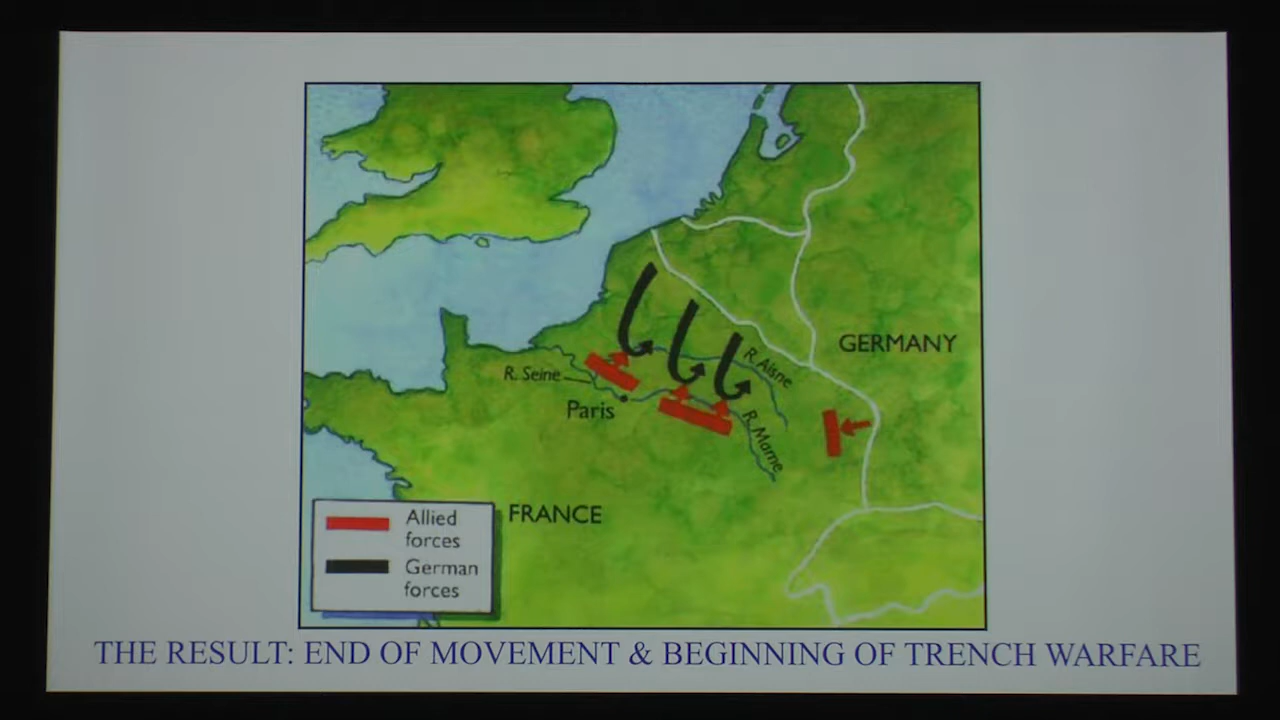 GERMANY
R. Aisne
R. Seine
Paris
R. Marne
FRANCE
Allied
forces
German
forces
THE RESULT: END OF MOVEMENT & BEGINNING OF TRENCH WARFARE